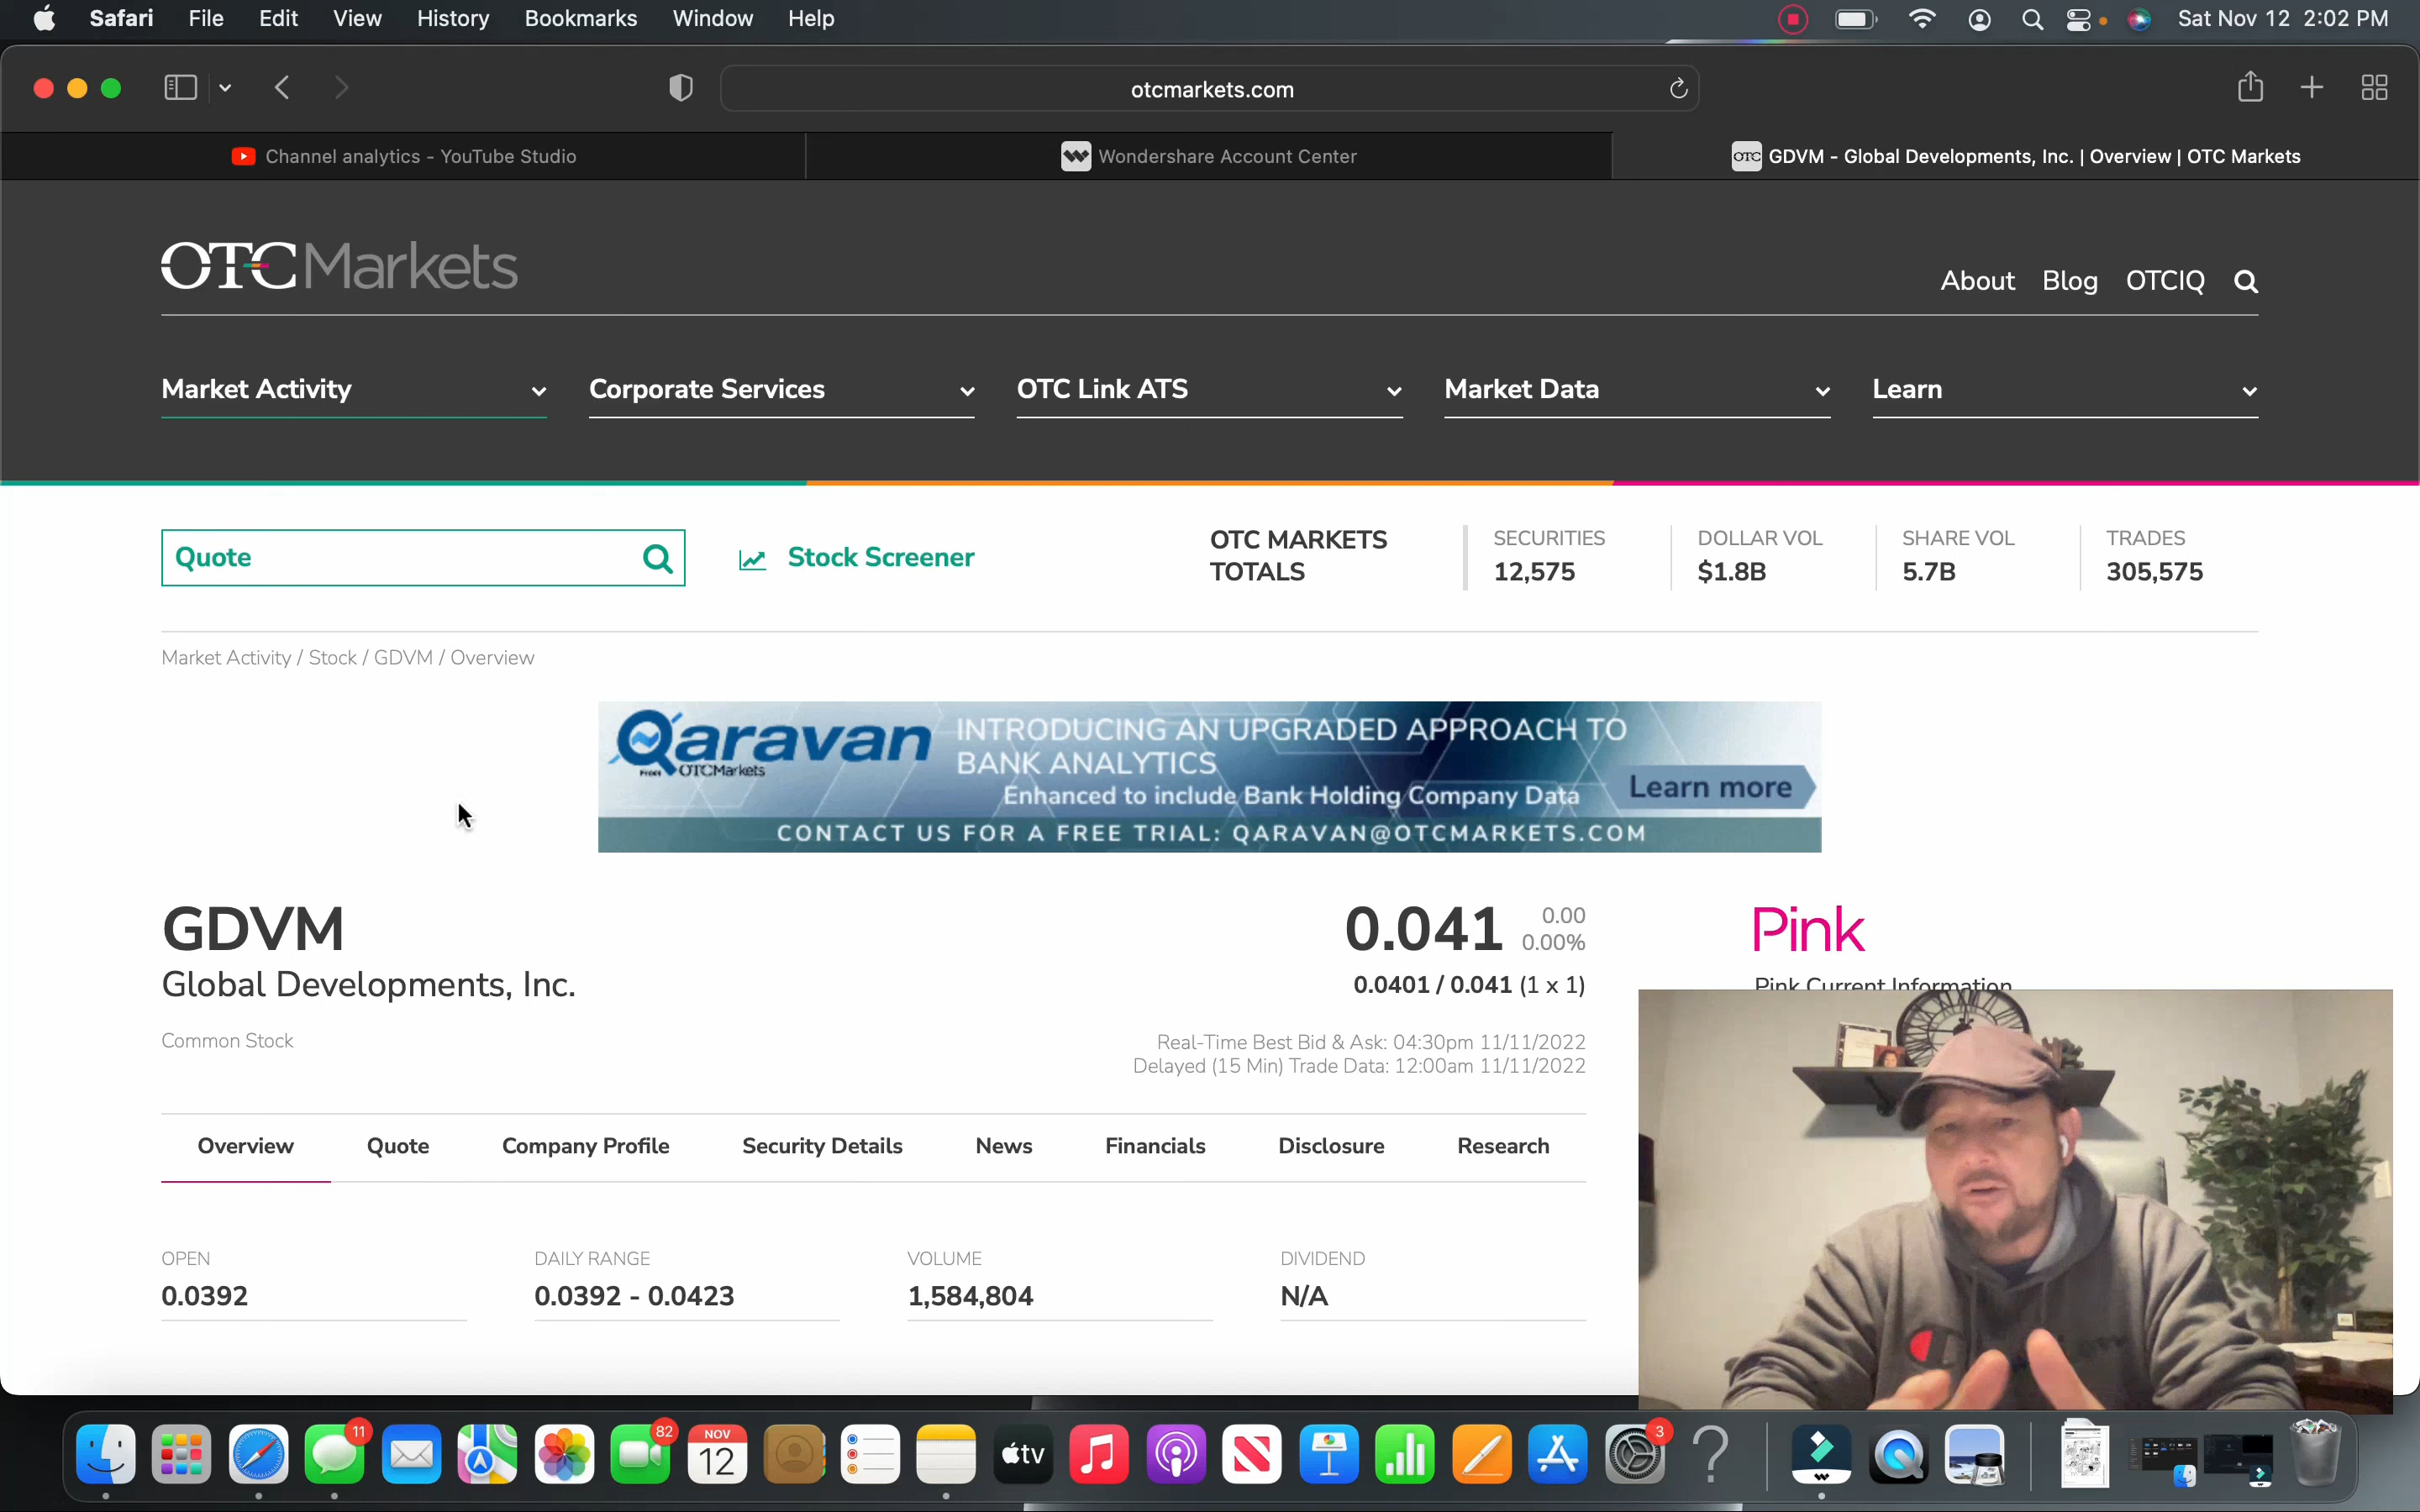 Safari File Edit View History Bookmarks Window Help Sat Nov 12 2:02 PM
otcmarkets.com
Channel analytics - YouTube Studio
Wondershare Account Center
OTC GDVM - Global Developments, Inc. | Overview | OTC Markets
OTC Markets
About Blog OTCIQ
Market Activity Corporate Services OTC Link ATS Market Data Learn
Quote
Stock Screener
OTC MARKETS
TOTALS
SECURITIES
12,575
DOLLAR VOL
$1.8B
SHARE VOL
5.7B
TRADES
305,575
Market Activity / Stock / GDVM / Overview
Qaravan
From OTCMarkets
INTRODUCING AN UPGRADED APPROACH TO
BANK ANALYTICS
Enhanced to include Bank Holding Company Data
Learn more
CONTACT US FOR A FREE TRIAL: QARAVAN@OTCMARKETS.COM
GDVM
Global Developments, Inc.
Common Stock
0.041
0.00
0.00%
0.0401 / 0.041 (1 x 1)
Real-Time Best Bid & Ask: 04:30pm 11/11/2022
Delayed (15 Min) Trade Data: 12:00am 11/11/2022
Pink
Pink Current Information
Overview Quote Company Profile Security Details News Financials Disclosure Research
OPEN
0.0392
DAILY RANGE
0.0392 - 0.0423
VOLUME
1,584,804
DIVIDEND
N/A
11
82
NOV
12
tv
3